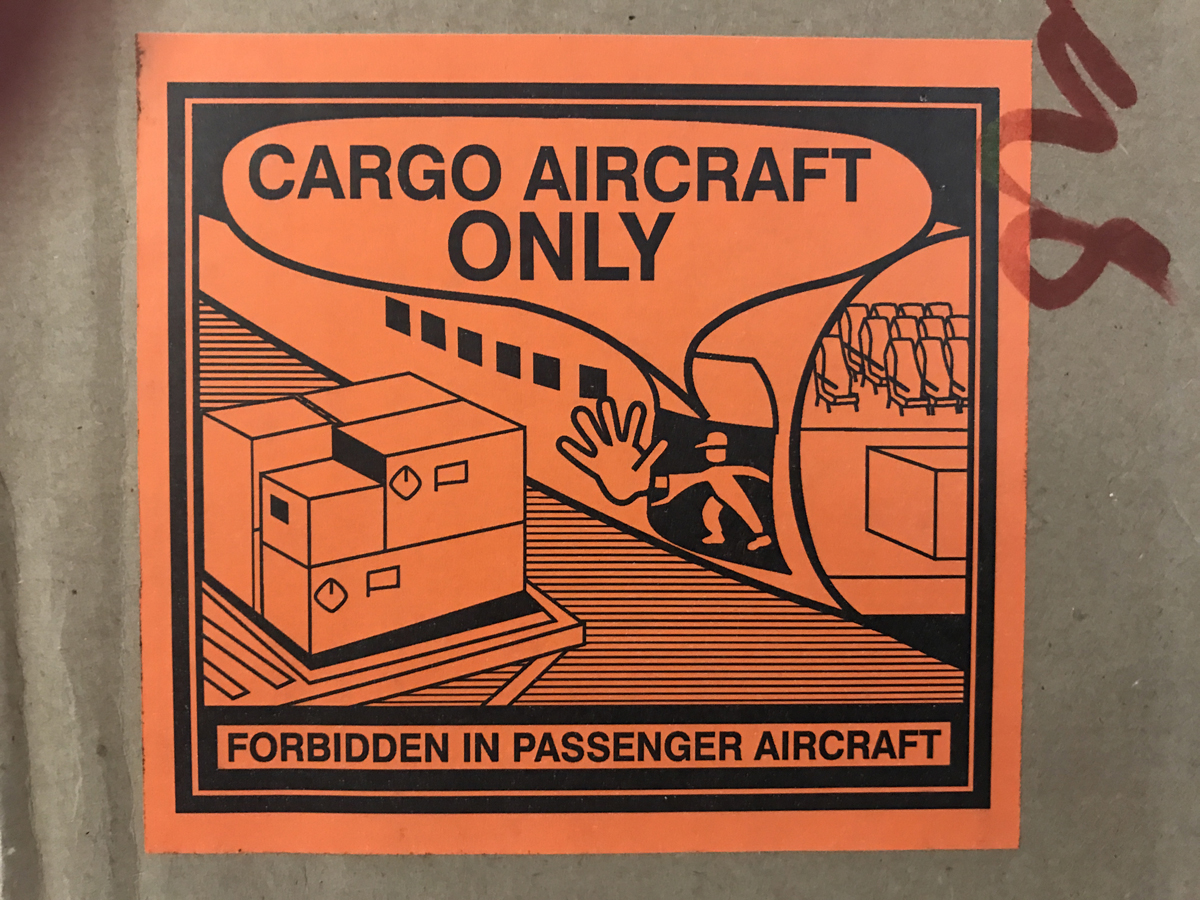 CARGO AIRCRAFT
ONLY
FORBIDDEN IN PASSENGER AIRCRAFT